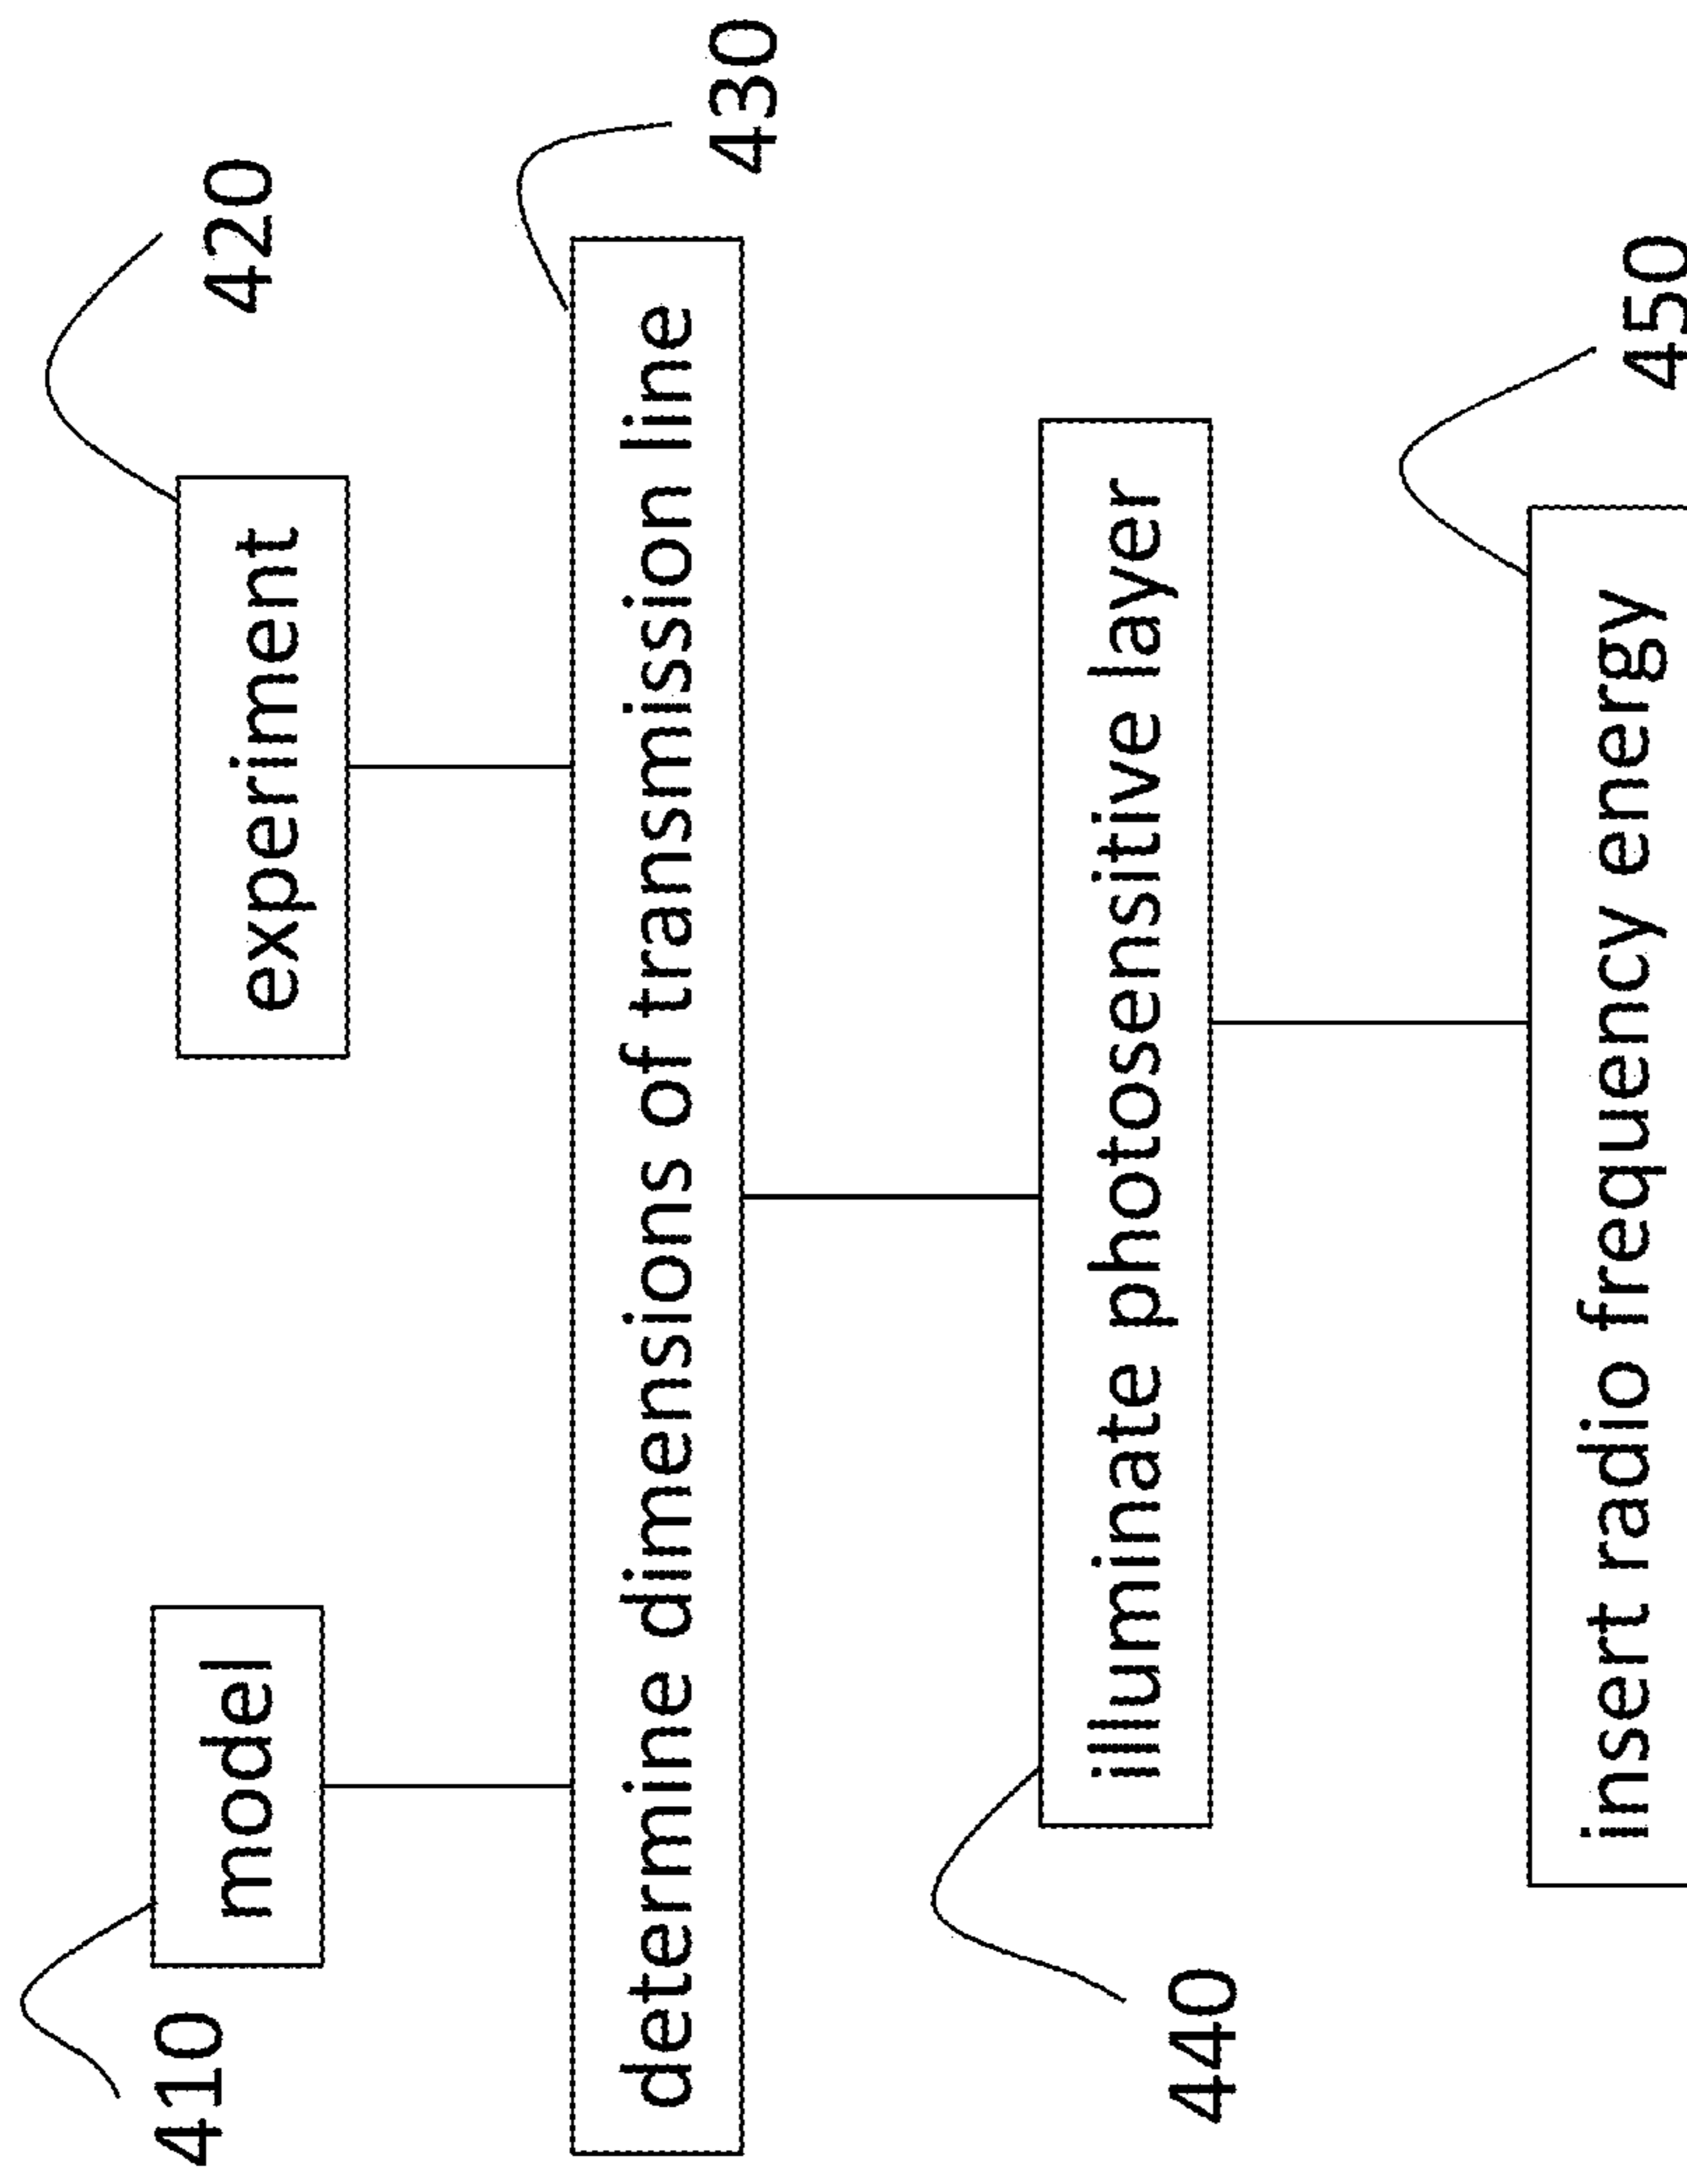 410
model
420
experiment
430
determine dimensions of transmission line
440
illuminate photosensitive layer
450
insert radio frequency energy